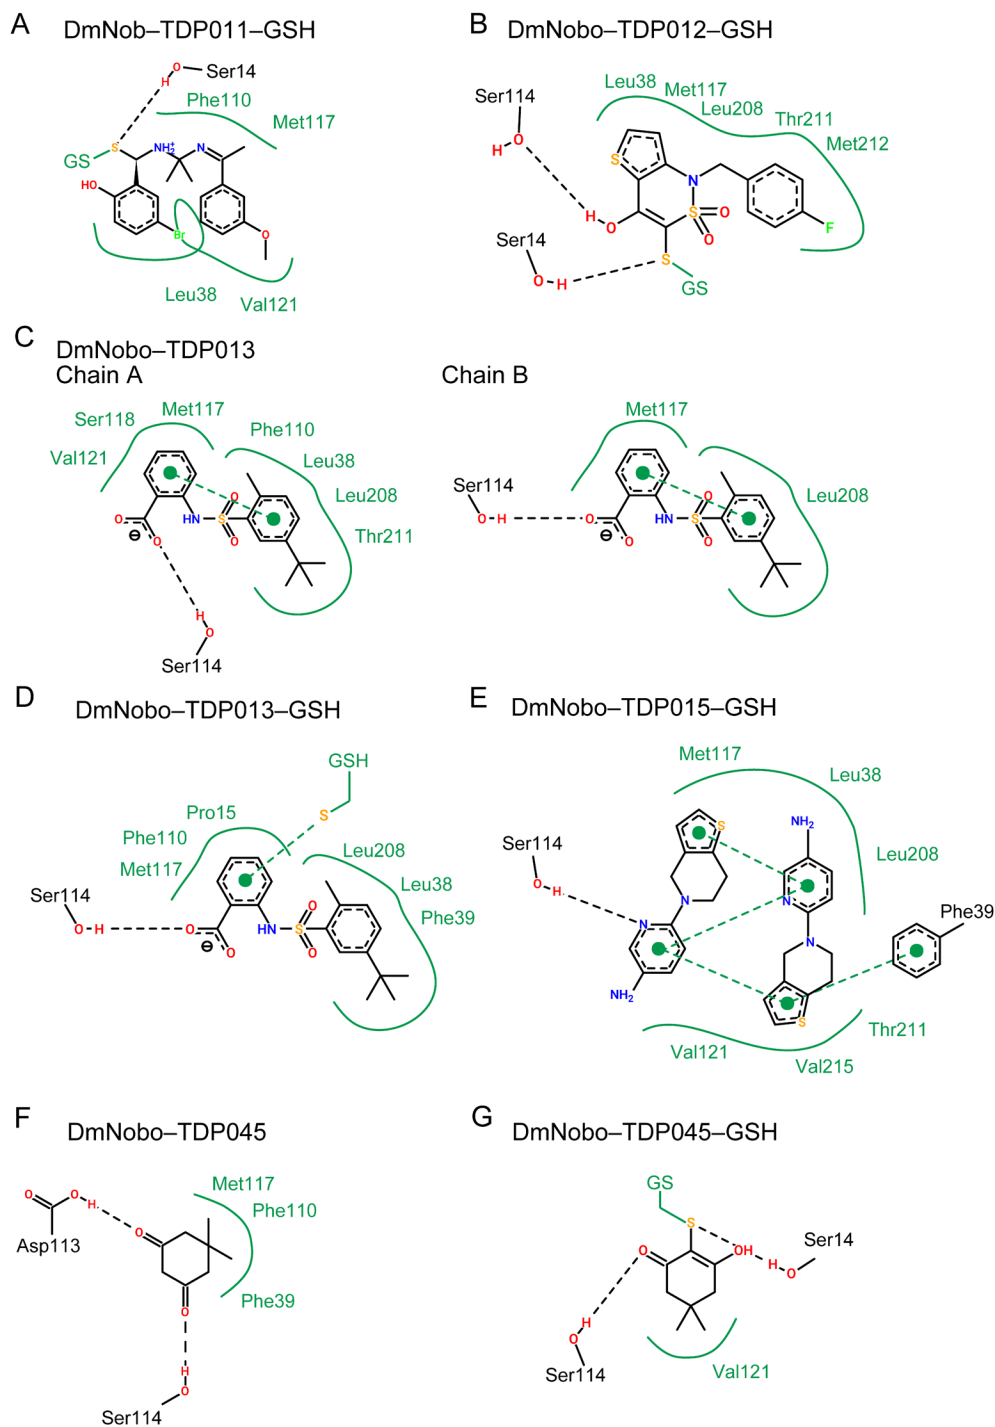 A
DmNob–TDP011–GSH
H
O
Ser14
Phe110
Met117
S
GS
NH2+
N
HO
Br
O
Leu38
Val121
B
DmNobo–TDP012–GSH
Leu38
Met117
Leu208
Thr211
Met212
Ser114
H
O
S
N
H
O
S
O
O
F
Ser14
O
H
S
GS
C
DmNobo–TDP013
Chain A
Ser118
Met117
Val121
Phe110
Leu38
Leu208
Thr211
O
O
⊖
HN
S
O
O
H
O
Ser114
Chain B
Met117
Leu208
Ser114
O
H
O
O
⊖
HN
S
O
O
D
DmNobo–TDP013–GSH
GSH
S
Pro15
Phe110
Met117
Leu208
Leu38
Phe39
Ser114
O
H
O
O
⊖
HN
S
O
O
E
DmNobo–TDP015–GSH
Met117
Leu38
Leu208
Ser114
O
H
S
N
N
NH2
NH2
N
N
S
Phe39
Thr211
Val121
Val215
F
DmNobo–TDP045
O
O
H
Asp113
O
O
Met117
Phe110
Phe39
H
O
Ser114
G
DmNobo–TDP045–GSH
GS
S
O
OH
H
O
Ser14
H
O
Ser114
Val121